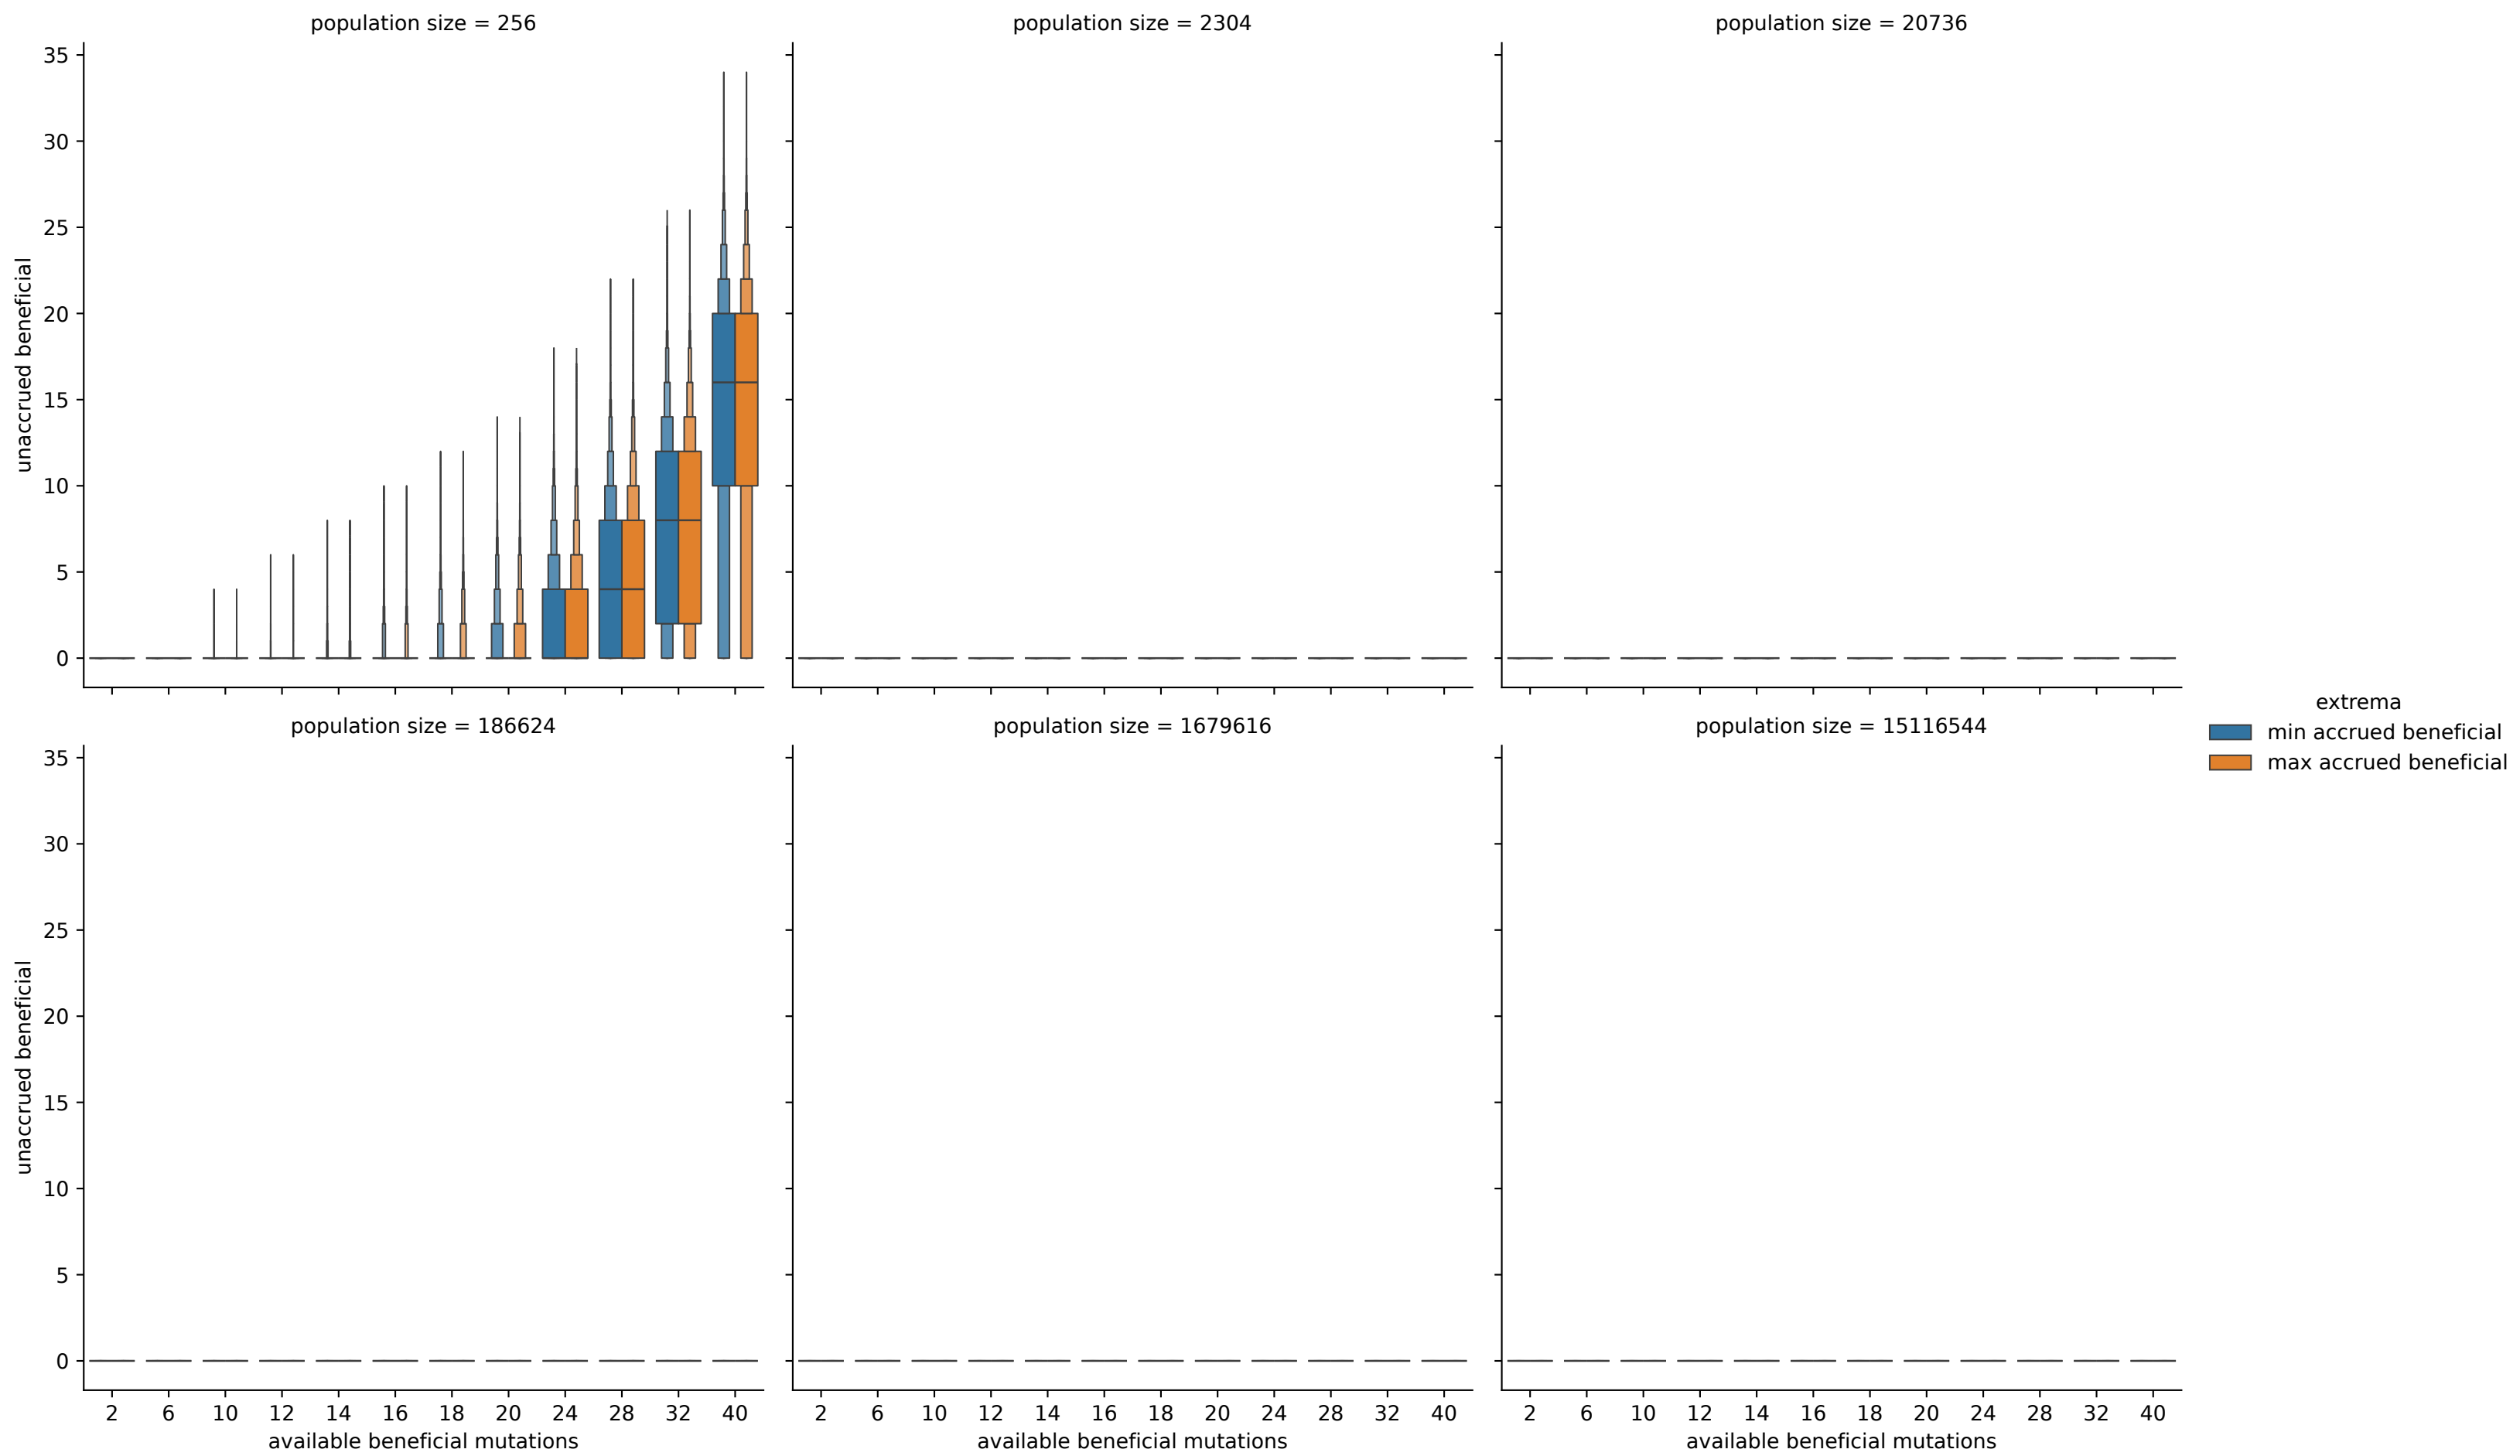 population size = 256
population size = 2304
population size = 20736
unaccrued beneficial
35
30
25
20
15
10
5
0
population size = 186624
population size = 1679616
population size = 15116544
extrema
min accrued beneficial
max accrued beneficial
unaccrued beneficial
35
30
25
20
15
10
5
0
2 6 10 12 14 16 18 20 24 28 32 40
2 6 10 12 14 16 18 20 24 28 32 40
2 6 10 12 14 16 18 20 24 28 32 40
available beneficial mutations
available beneficial mutations
available beneficial mutations